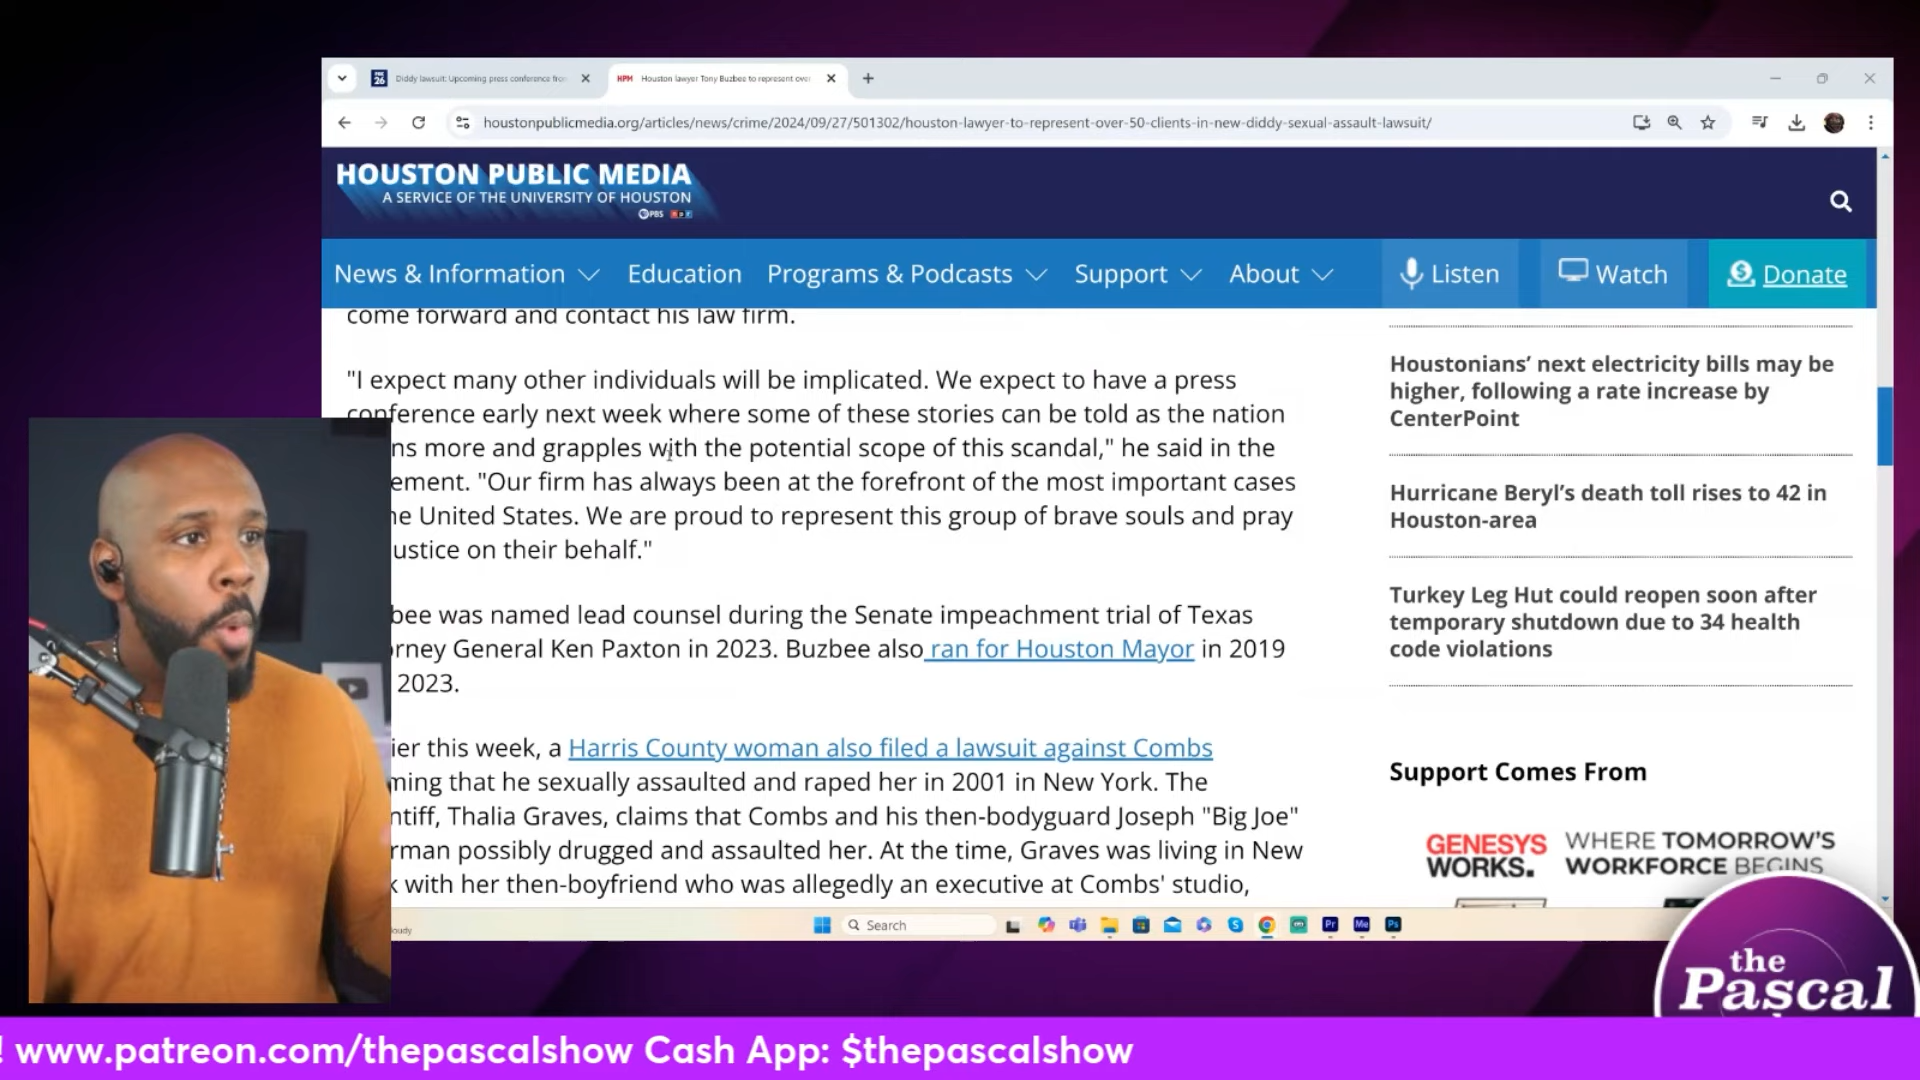 Diddy lawsuit: Upcoming press conference fro
HPM Houston lawyer Tony Buzbee to represent over
houstonpublicmedia.org/articles/news/crime/2024/09/27/501302/houston-lawyer-to-represent-over-50-clients-in-new-diddy-sexual-assault-lawsuit/
HOUSTON PUBLIC MEDIA
A SERVICE OF THE UNIVERSITY OF HOUSTON
PBS
News & Information Education Programs & Podcasts Support About Listen Watch Donate
come forward and contact his law firm.
"I expect many other individuals will be implicated. We expect to have a press
conference early next week where some of these stories can be told as the nation
ns more and grapples with the potential scope of this scandal," he said in the
ement. "Our firm has always been at the forefront of the most important cases
he United States. We are proud to represent this group of brave souls and pray
ustice on their behalf."
bee was named lead counsel during the Senate impeachment trial of Texas
orney General Ken Paxton in 2023. Buzbee also ran for Houston Mayor in 2019
2023.
ier this week, a Harris County woman also filed a lawsuit against Combs
ming that he sexually assaulted and raped her in 2001 in New York. The
ntiff, Thalia Graves, claims that Combs and his then-bodyguard Joseph "Big Joe"
rman possibly drugged and assaulted her. At the time, Graves was living in New
k with her then-boyfriend who was allegedly an executive at Combs' studio,
Houstonians' next electricity bills may be
higher, following a rate increase by
CenterPoint
Hurricane Beryl's death toll rises to 42 in
Houston-area
Turkey Leg Hut could reopen soon after
temporary shutdown due to 34 health
code violations
Support Comes From
GENESYS
WORKS.
WHERE TOMORROW'S
WORKFORCE BEGINS
oudy
Search
Pr
Me
Ps
the
Pascal
! www.patreon.com/thepascalshow Cash App: $thepascalshow